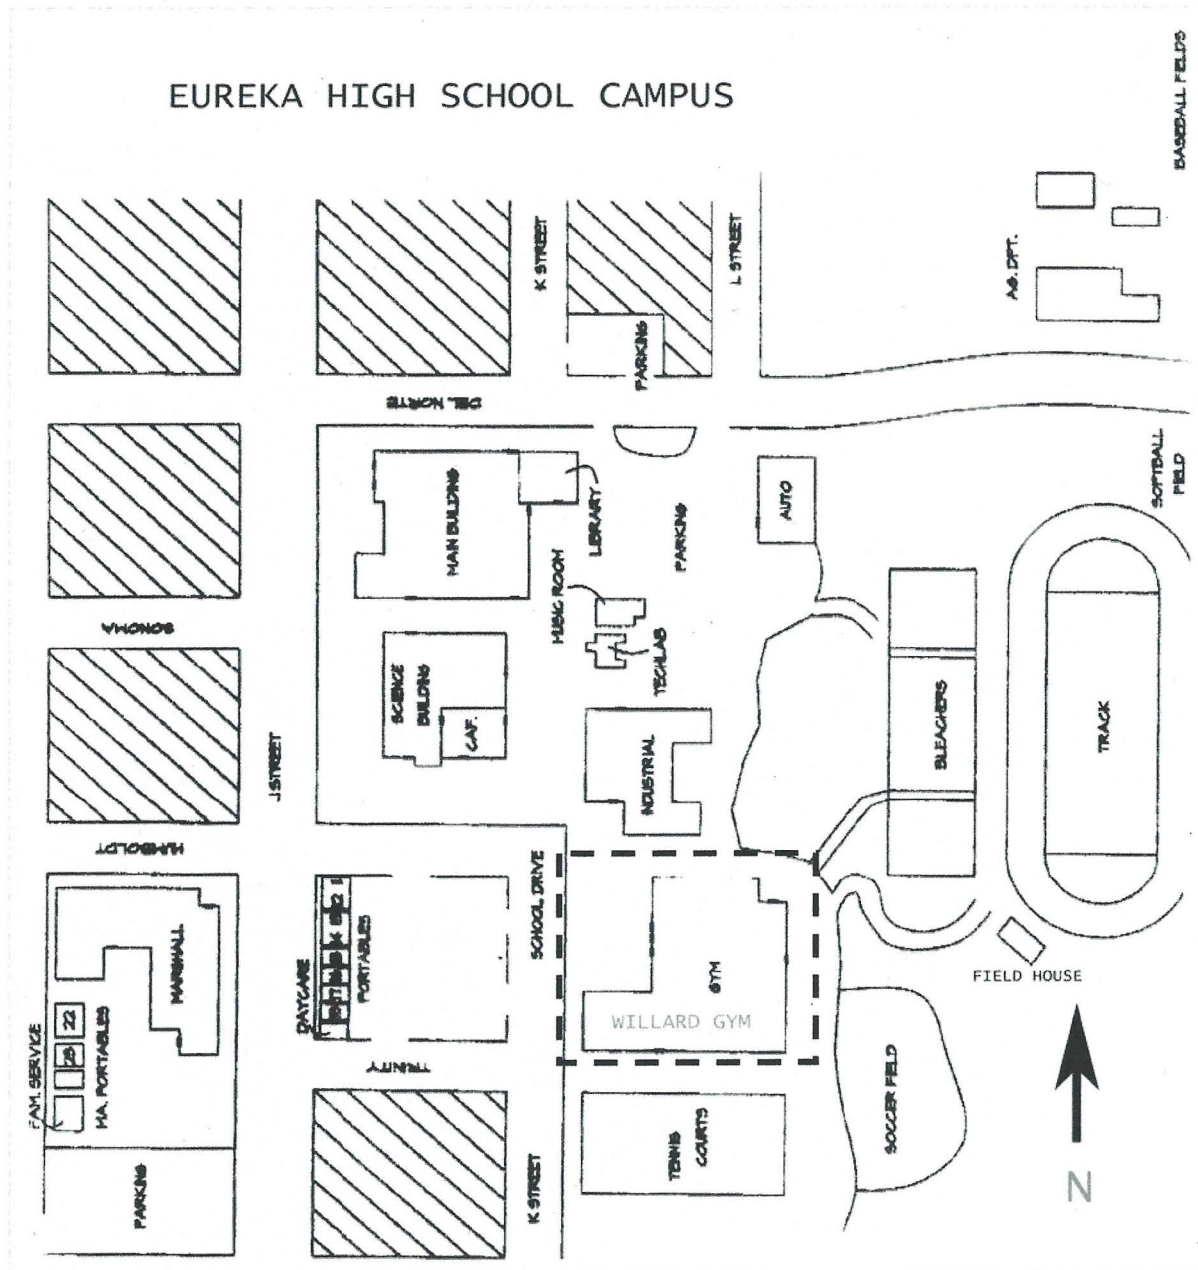 EUREKA HIGH SCHOOL CAMPUS
BASEBALL FIELDS
K STREET
L STREET
AG. DPT.
PARKING
DEL NORTE
MAIN BUILDING
LIBRARY
PARKING
AUTO
SOFTBALL
FIELD
MUSIC ROOM
TECHLAB
SONOMA
SCIENCE
BUILDING
CAF.
INDUSTRIAL
BLEACHERS
TRACK
J STREET
HUMBOLDT
SCHOOL DRIVE
MARSHALL
PORTABLES
DAYCARE
GYM
WILLARD GYM
FIELD HOUSE
FAM. SERVICE
22
MA. PORTABLES
TRINITY
SOCCER FIELD
TENNIS
COURTS
PARKING
K STREET
N